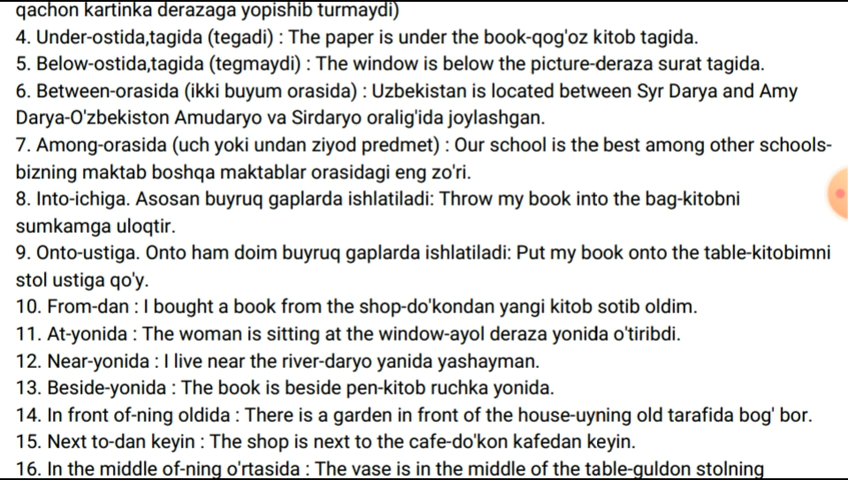 qachon kartinka derazaga yopishib turmaydi)
4. Under-ostida,tagida (tegadi) : The paper is under the book-qog'oz kitob tagida.
5. Below-ostida,tagida (tegmaydi) : The window is below the picture-deraza surat tagida.
6. Between-orasida (ikki buyum orasida) : Uzbekistan is located between Syr Darya and Amy
Darya-O'zbekiston Amudaryo va Sirdaryo oralig'ida joylashgan.
7. Among-orasida (uch yoki undan ziyod predmet) : Our school is the best among other schools-
bizning maktab boshqa maktablar orasidagi eng zo'ri.
8. Into-ichiga. Asosan buyruq gaplarda ishlatiladi: Throw my book into the bag-kitobni
sumkamga uloqtir.
9. Onto-ustiga. Onto ham doim buyruq gaplarda ishlatiladi: Put my book onto the table-kitobimni
stol ustiga qo'y.
10. From-dan : I bought a book from the shop-do'kondan yangi kitob sotib oldim.
11. At-yonida : The woman is sitting at the window-ayol deraza yonida o'tiribdi.
12. Near-yonida : I live near the river-daryo yanida yashayman.
13. Beside-yonida : The book is beside pen-kitob ruchka yonida.
14. In front of-ning oldida : There is a garden in front of the house-uyning old tarafida bog' bor.
15. Next to-dan keyin : The shop is next to the cafe-do'kon kafedan keyin.
16. In the middle of-ning o'rtasida : The vase is in the middle of the table-guldon stolning